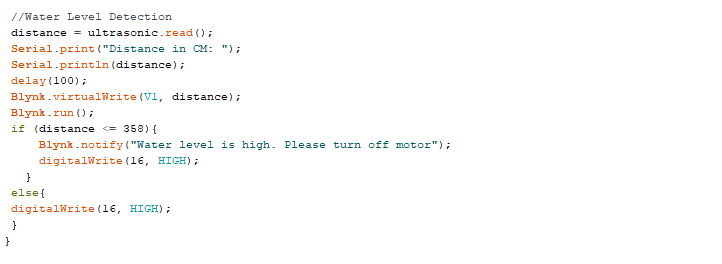 //Water Level Detection
distance = ultrasonic.read();
Serial.print("Distance in CM: ");
Serial.println(distance);
delay(100);
Blynk.virtualWrite(V1, distance);
Blynk.run();
if (distance <= 358){
Blynk.notify("Water level is high. Please turn off motor");
digitalWrite(16, HIGH);
}
else{
digitalWrite(16, HIGH);
}
}